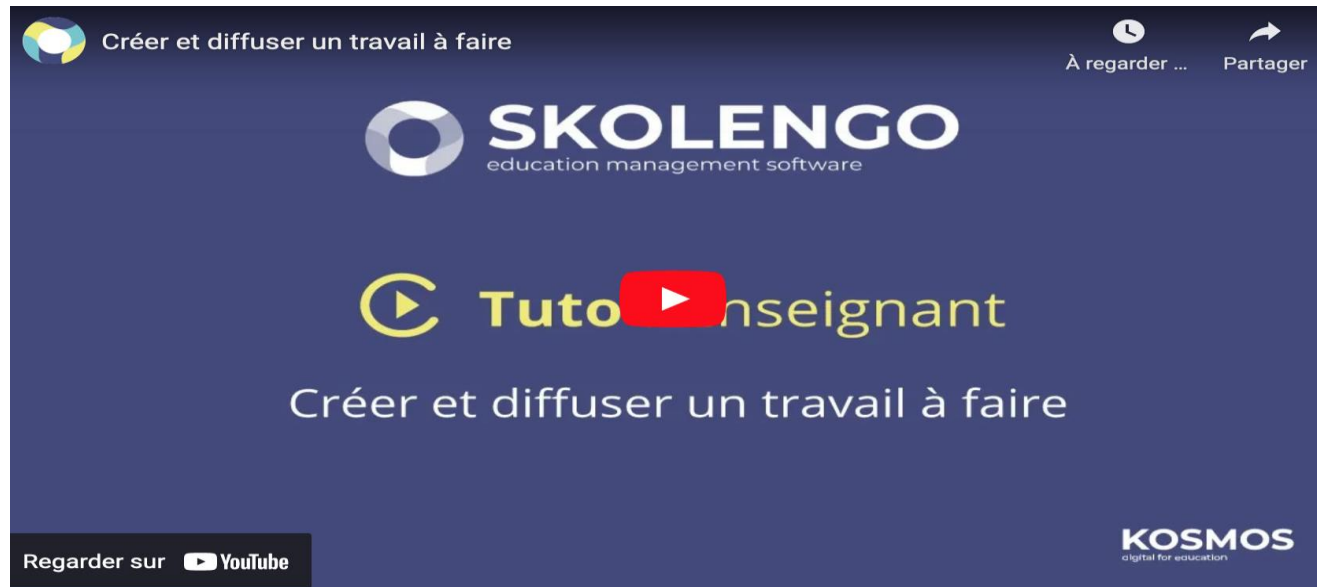 Créer et diffuser un travail à faire
À regarder ...
Partager
SKOLENGO
education management software
Tuto nseignant
Créer et diffuser un travail à faire
KOSMOS
digital for education
Regarder sur YouTube